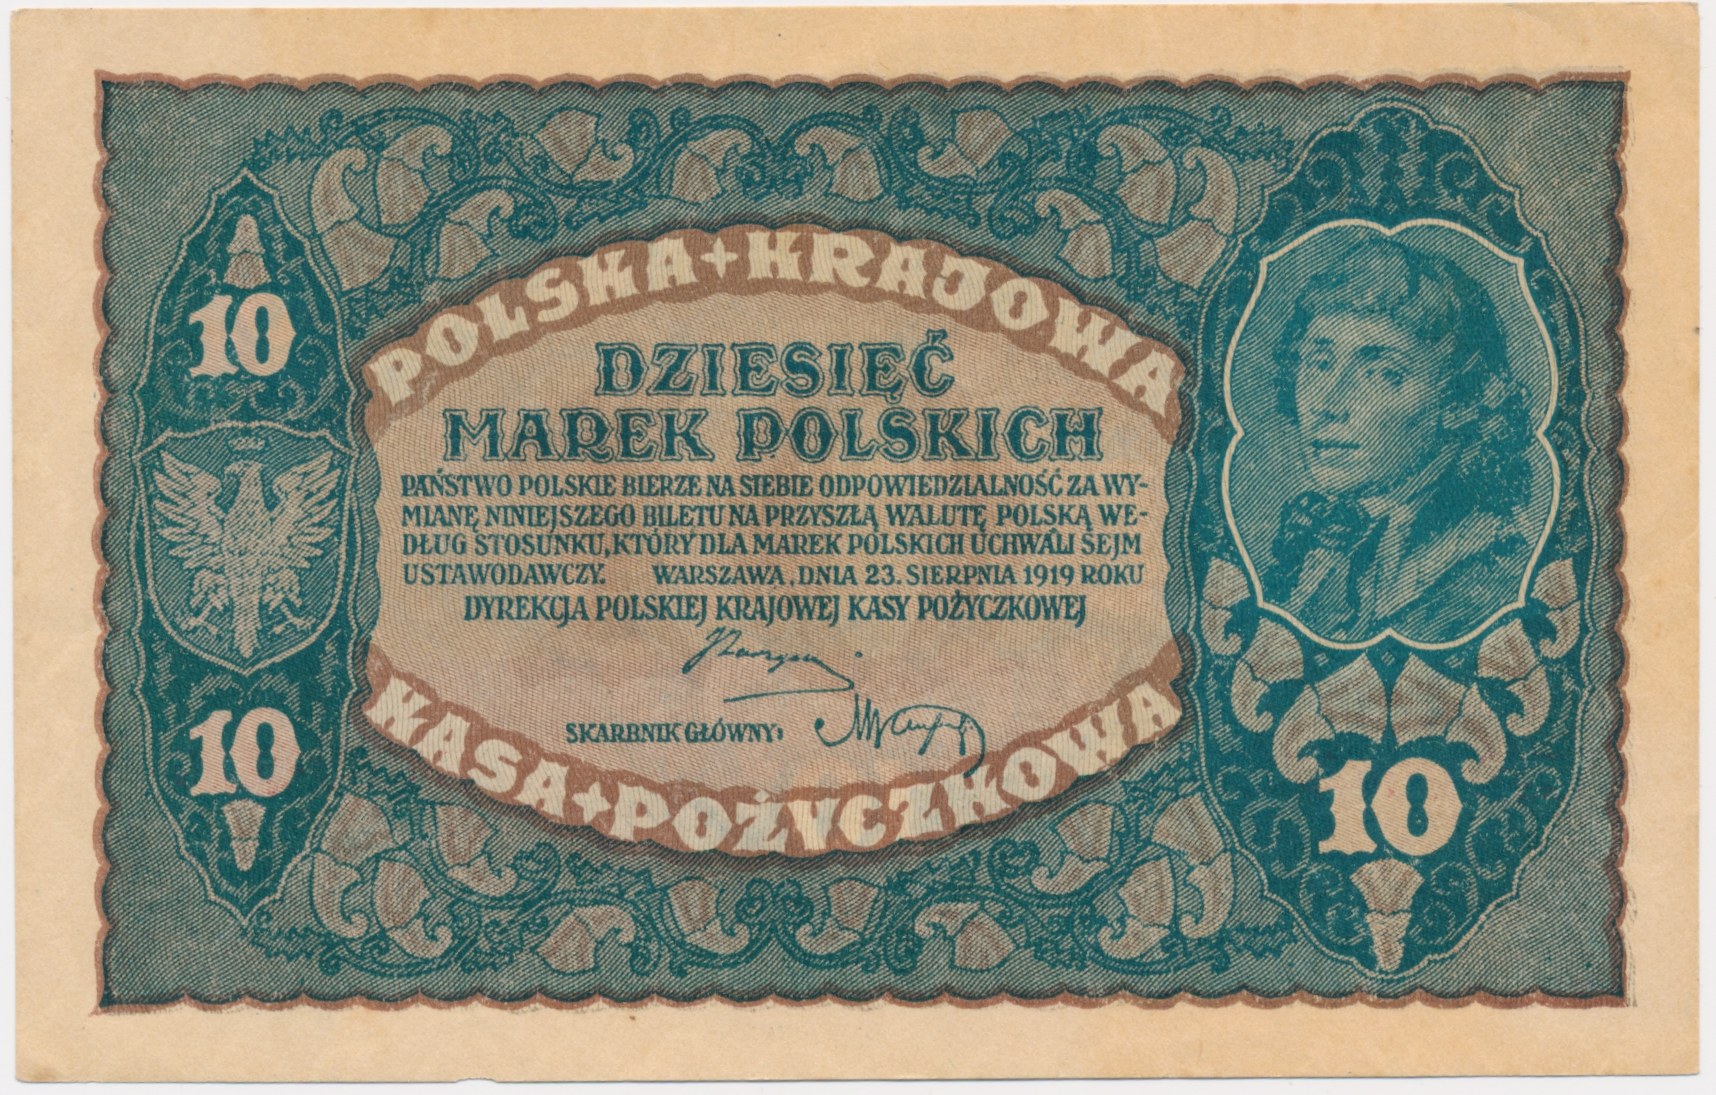 POLSKA + KRAJOWA
10
DZIESIĘĆ
MAREK POLSKICH
PAŃSTWO POLSKIE BIERZE NA SIEBIE ODPOWIEDZIALNOŚĆ ZA WY-
MIANĘ NINIEJSZEGO BILETU NA PRZYSZŁĄ WALUTĘ POLSKĄ WE-
DŁUG STOSUNKU, KTÓRY DLA MAREK POLSKICH UCHWALI SEJM
USTAWODAWCZY. WARSZAWA, DNIA 23. SIERPNIA 1919 ROKU
DYREKCJA POLSKIEJ KRAJOWEJ KASY POŻYCZKOWEJ
SKARBNIK GŁÓWNY:
10
10
KASA + POŻYCZKOWA